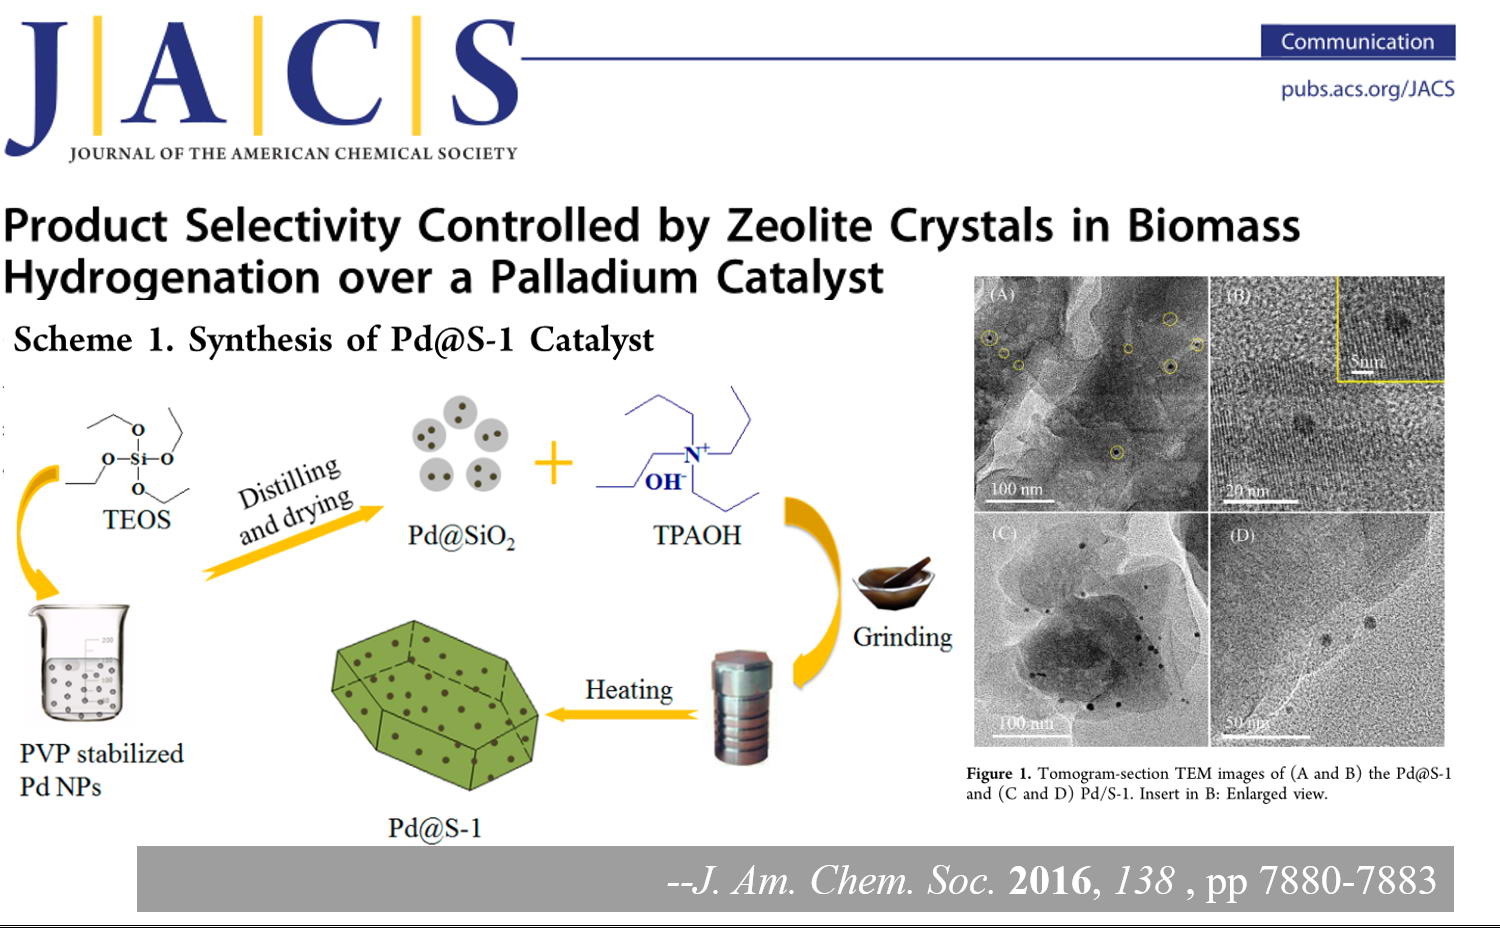 J|A|C|S
JOURNAL OF THE AMERICAN CHEMICAL SOCIETY
Communication
pubs.acs.org/JACS
Product Selectivity Controlled by Zeolite Crystals in Biomass
Hydrogenation over a Palladium Catalyst
Scheme 1. Synthesis of Pd@S-1 Catalyst
O
O–Si–O
O
TEOS
Distilling
and drying
Pd@SiO₂
+
N⁺
OH⁻
TPAOH
Grinding
Heating
200
100
PVP stabilized
Pd NPs
Pd@S-1
(A)
100 nm
(B)
5nm
20 nm
(C)
100 nm
(D)
50 nm
Figure 1. Tomogram-section TEM images of (A and B) the Pd@S-1
and (C and D) Pd/S-1. Insert in B: Enlarged view.
--J. Am. Chem. Soc. 2016, 138 , pp 7880-7883